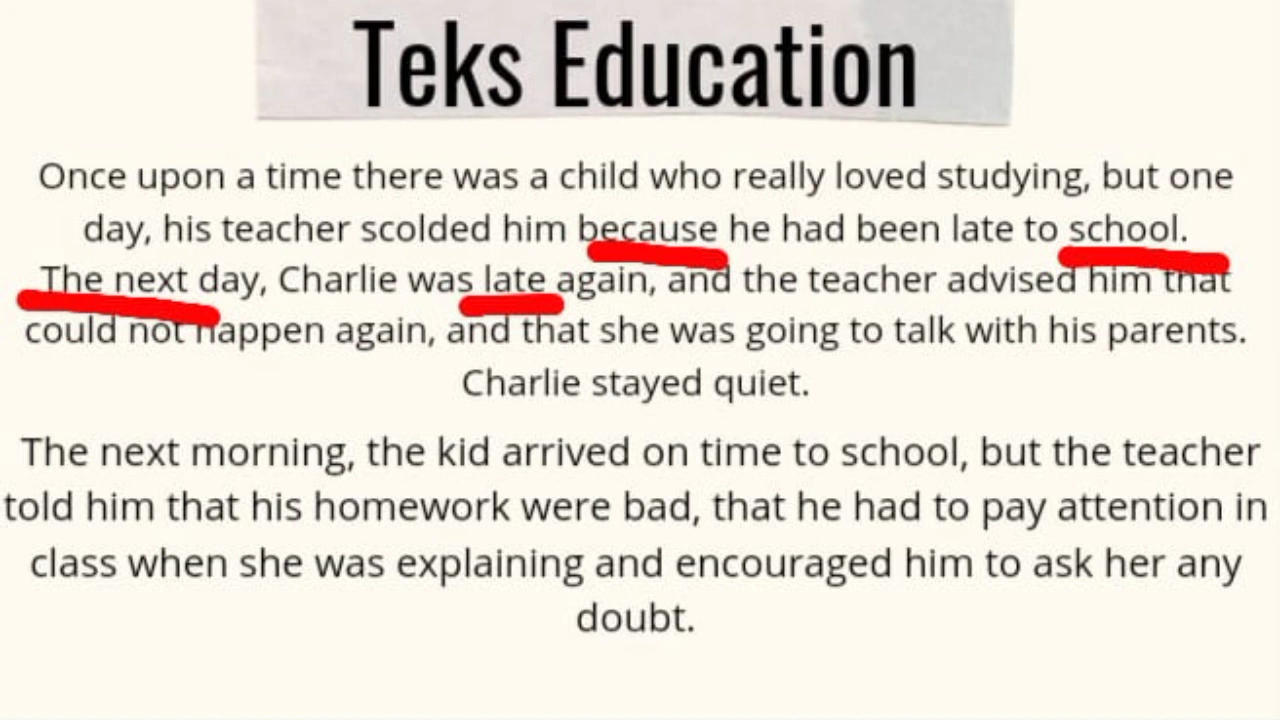 Teks Education
Once upon a time there was a child who really loved studying, but one
day, his teacher scolded him because he had been late to school.
The next day, Charlie was late again, and the teacher advised him that
could not happen again, and that she was going to talk with his parents.
Charlie stayed quiet.
The next morning, the kid arrived on time to school, but the teacher
told him that his homework were bad, that he had to pay attention in
class when she was explaining and encouraged him to ask her any
doubt.